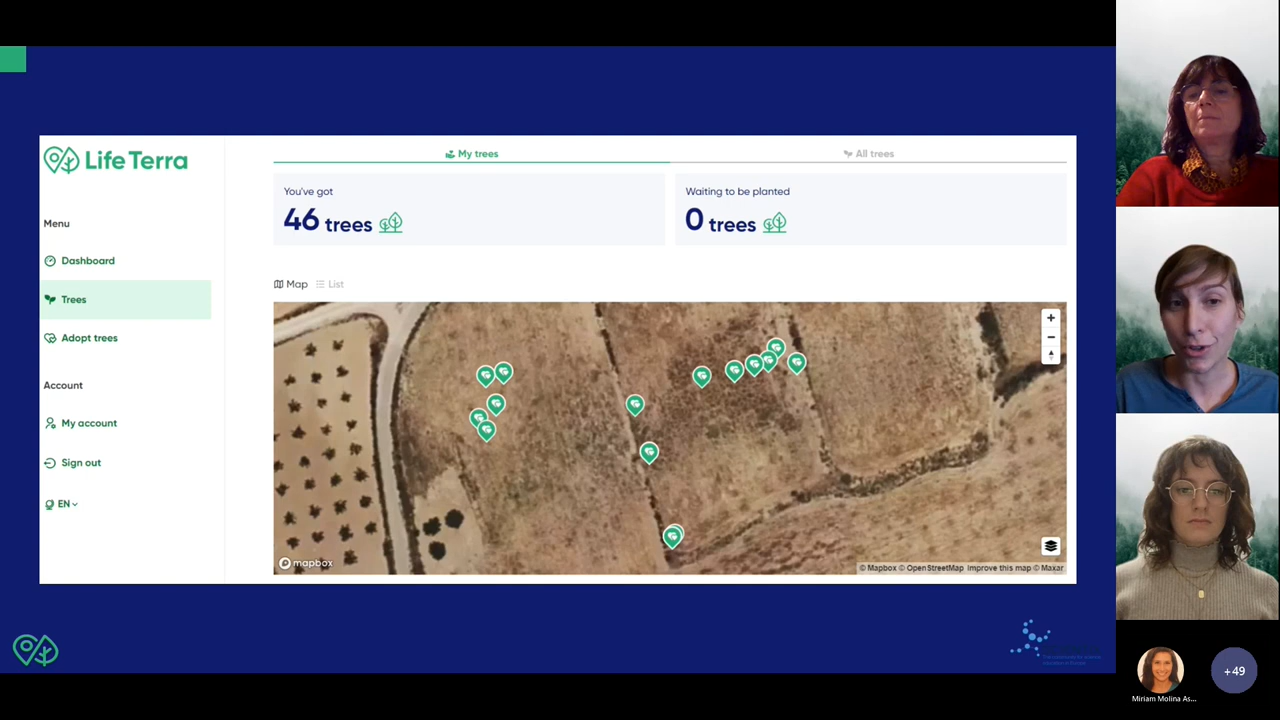 Life Terra
Menu
Dashboard
Trees
Adopt trees
Account
My account
Sign out
EN
My trees
All trees
You've got
46 trees
Waiting to be planted
0 trees
Map
List
+
−
mapbox
© Mapbox © OpenStreetMap Improve this map © Maxar
Miriam Molina As...
+49